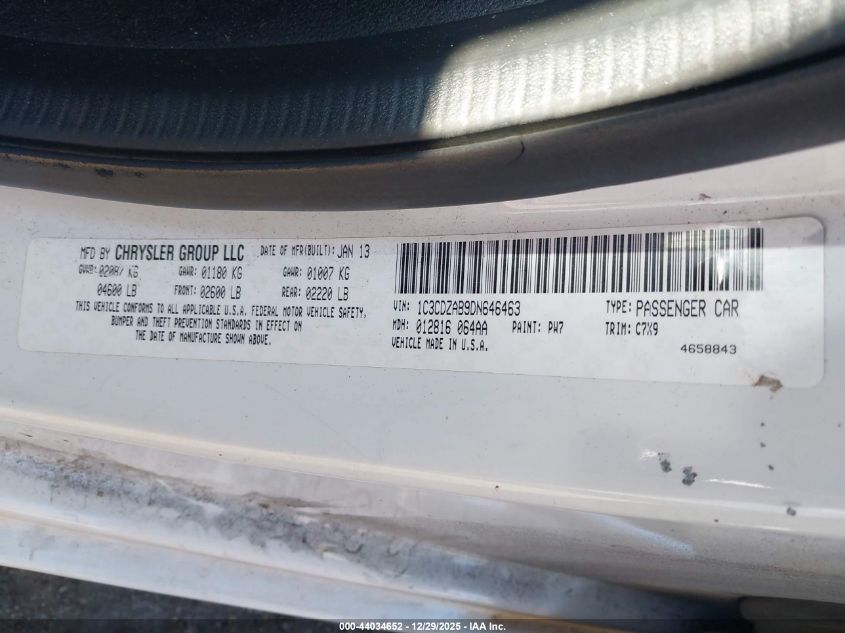 MFD BY CHRYSLER GROUP LLC DATE OF MFR(BUILT): JAN 13
GVWR: 02087 KG GAWR: 01180 KG GAWR: 01007 KG
04600 LB FRONT: 02600 LB REAR: 02220 LB
THIS VEHICLE CONFORMS TO ALL APPLICABLE U.S.A. FEDERAL MOTOR VEHICLE SAFETY,
BUMPER AND THEFT PREVENTION STANDARDS IN EFFECT ON
THE DATE OF MANUFACTURE SHOWN ABOVE.
VIN: 1C3CDZAB9DN646463 TYPE: PASSENGER CAR
MDH: 012816 064AA PAINT: PW7 TRIM: C7X9
VEHICLE MADE IN U.S.A.
4658843
000-44034652 - 12/29/2025 - IAA Inc.